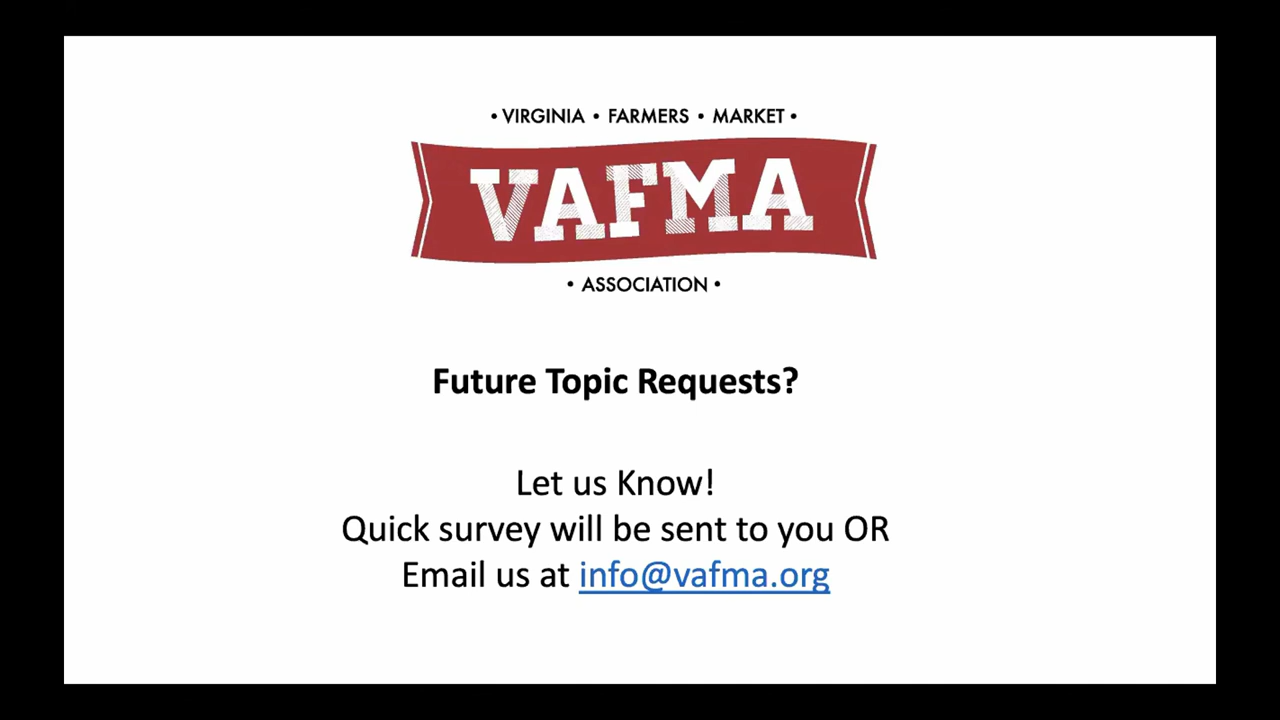 • VIRGINIA • FARMERS • MARKET •
VAFMA
• ASSOCIATION •
Future Topic Requests?
Let us Know!
Quick survey will be sent to you OR
Email us at info@vafma.org